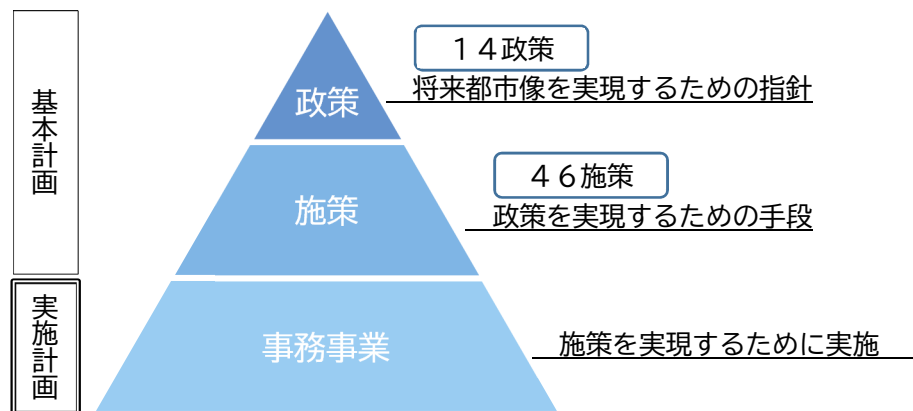 基本計画
政策
１４政策
将来都市像を実現するための指針
施策
４６施策
政策を実現するための手段
実施計画
事務事業
施策を実現するために実施